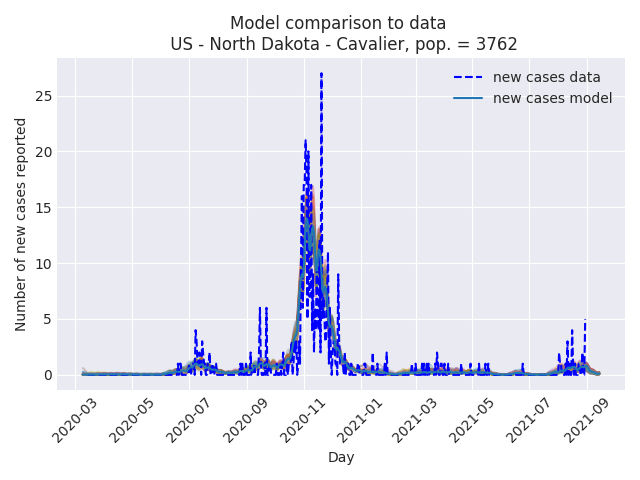 Model comparison to data
US - North Dakota - Cavalier, pop. = 3762
new cases data
new cases model
Number of new cases reported
25
20
15
10
5
0
2020-03
2020-05
2020-07
2020-09
2020-11
2021-01
2021-03
2021-05
2021-07
2021-09
Day